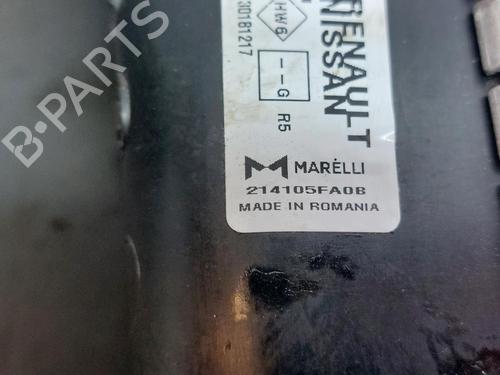 RENAULT
NISSAN
HW6
30181217
--G
R5
MARELLI
214105FA0B
MADE IN ROMANIA
B-PARTS